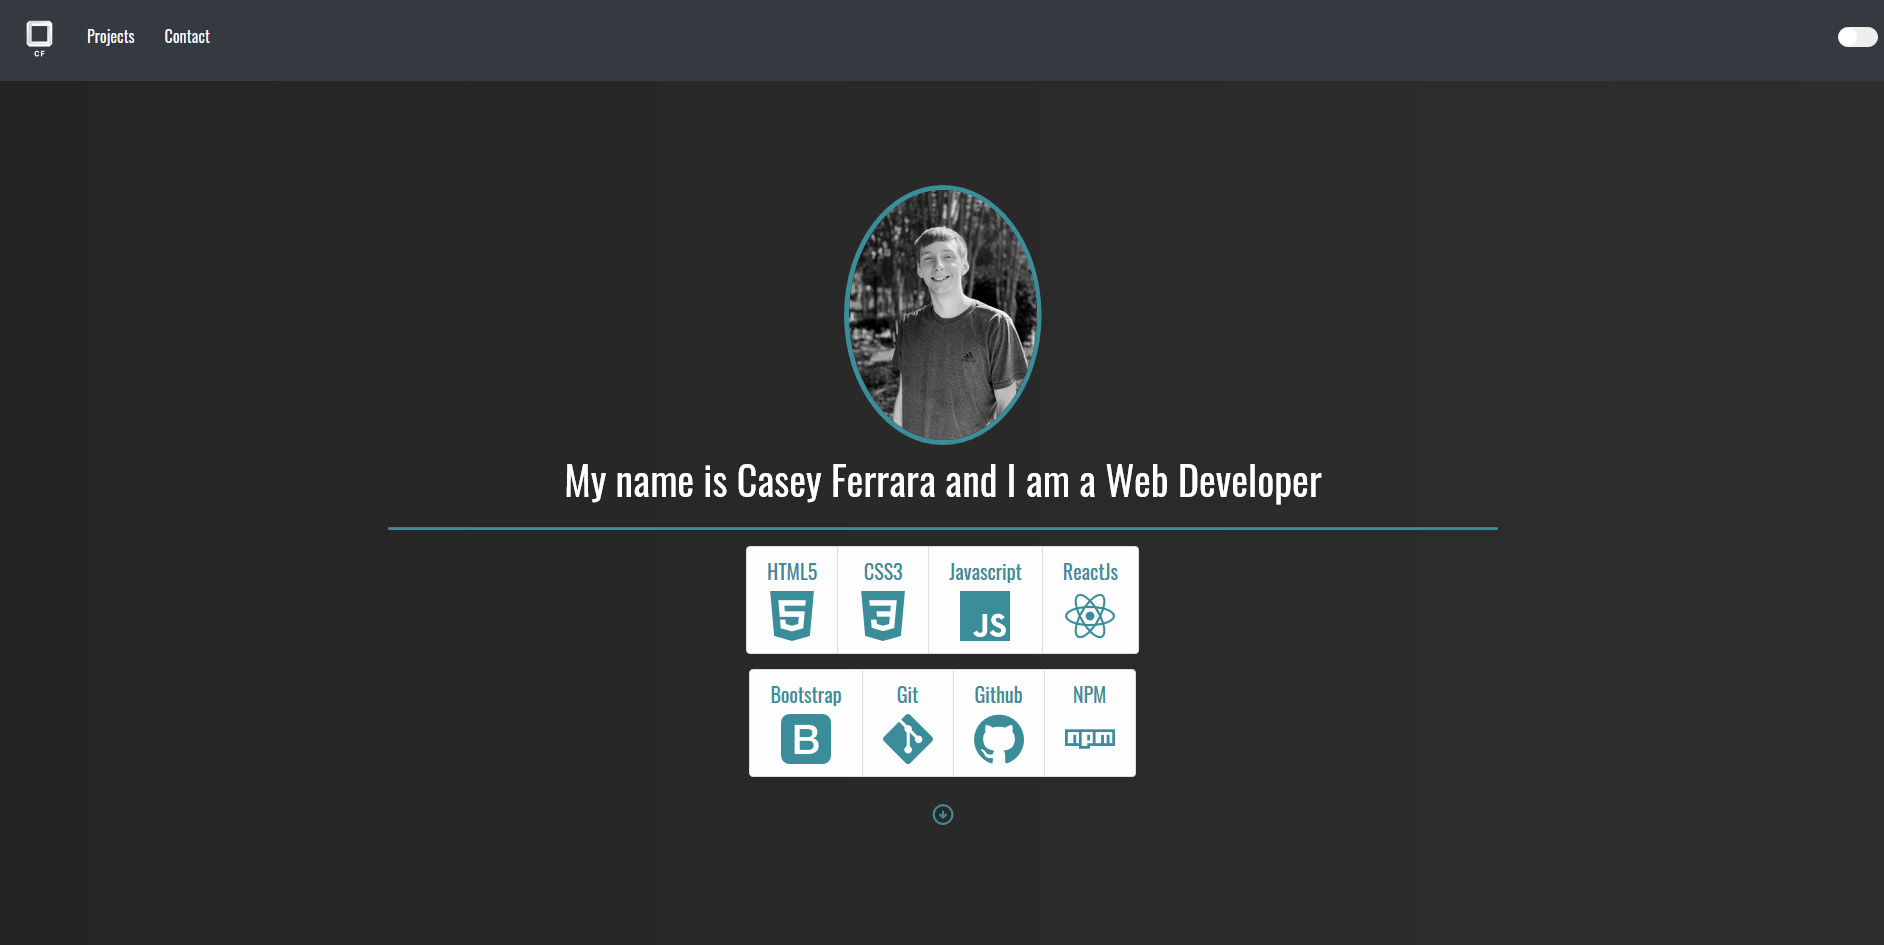 CF
Projects
Contact
My name is Casey Ferrara and I am a Web Developer
HTML5
CSS3
Javascript
ReactJs
5
3
JS
Bootstrap
Git
Github
NPM
B
npm